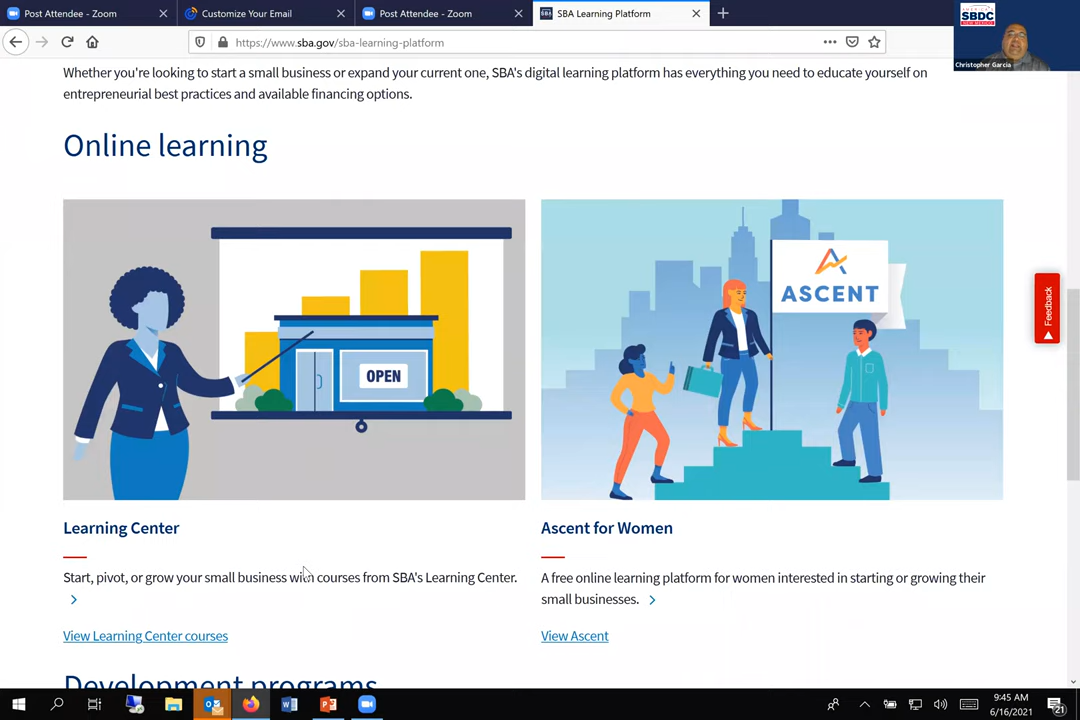 Post Attendee - Zoom
Customize Your Email
Post Attendee - Zoom
SBA Learning Platform
https://www.sba.gov/sba-learning-platform
AMERICA'S
SBDC
NEW MEXICO
Christopher Garcia
Whether you're looking to start a small business or expand your current one, SBA's digital learning platform has everything you need to educate yourself on
entrepreneurial best practices and available financing options.
Online learning
OPEN
ASCENT
Feedback
Learning Center
Ascent for Women
Start, pivot, or grow your small business with courses from SBA's Learning Center.
A free online learning platform for women interested in starting or growing their
small businesses.
View Learning Center courses
View Ascent
Development programs
9:45 AM
6/16/2021
21